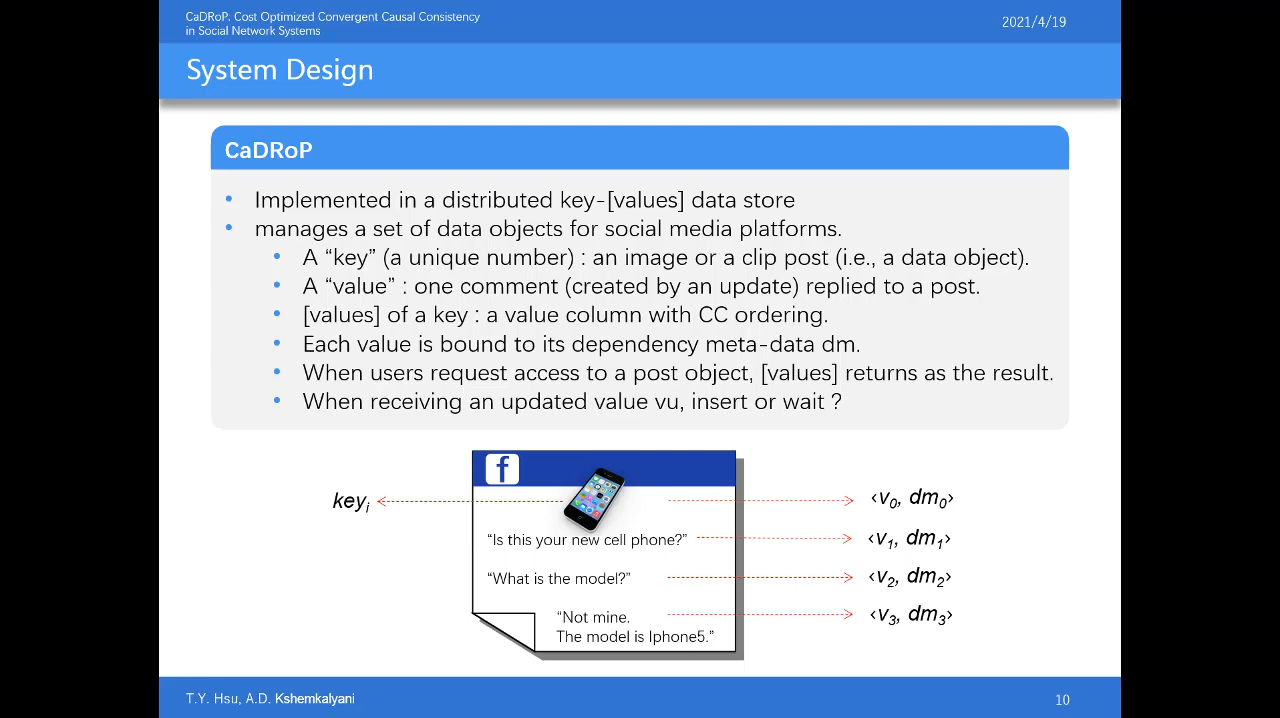 CaDRoP: Cost Optimized Convergent Causal Consistency
in Social Network Systems
2021/4/19
System Design
CaDRoP
• Implemented in a distributed key-[values] data store
• manages a set of data objects for social media platforms.
• A “key” (a unique number) : an image or a clip post (i.e., a data object).
• A “value” : one comment (created by an update) replied to a post.
• [values] of a key : a value column with CC ordering.
• Each value is bound to its dependency meta-data dm.
• When users request access to a post object, [values] returns as the result.
• When receiving an updated value vu, insert or wait ?
f
keyᵢ
‹v₀, dm₀›
“Is this your new cell phone?”
‹v₁, dm₁›
“What is the model?”
‹v₂, dm₂›
“Not mine.
The model is Iphone5.”
‹v₃, dm₃›
T.Y. Hsu, A.D. Kshemkalyani
10